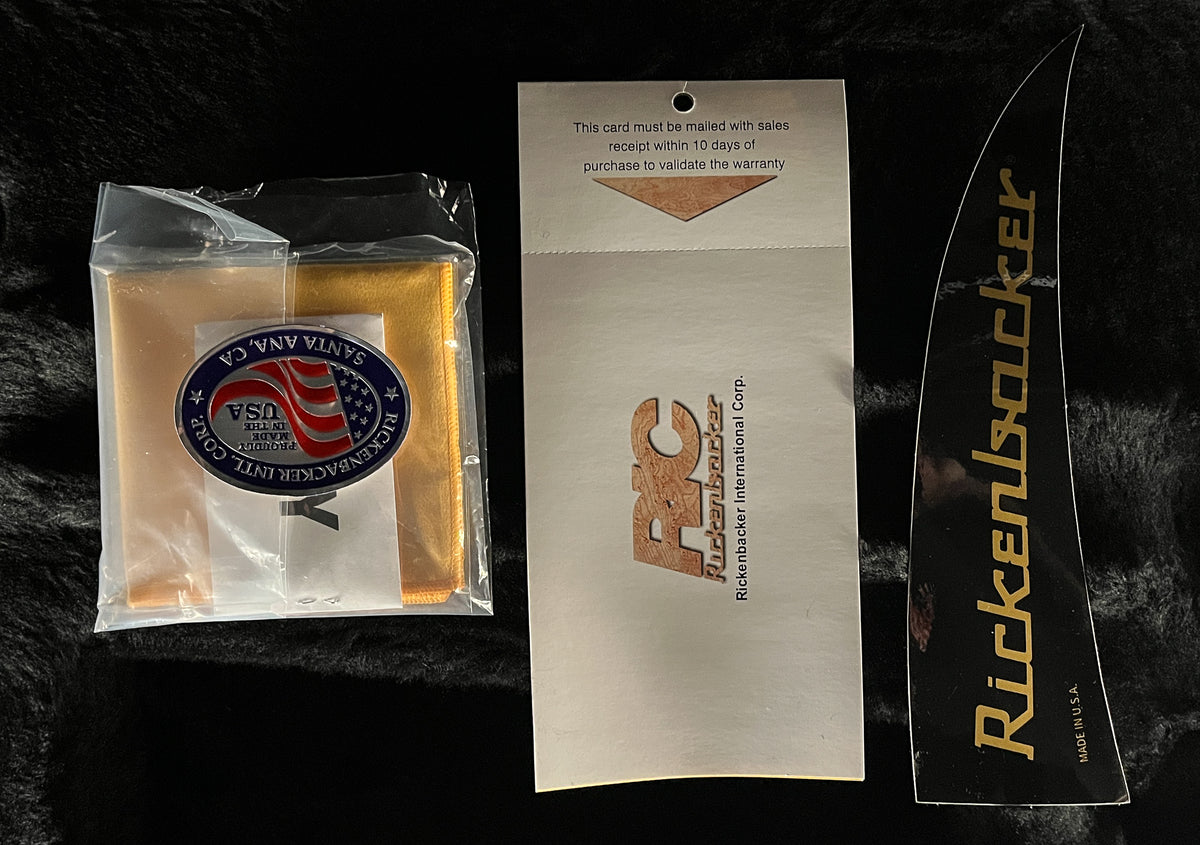 RICKENBACKER INTL. CORP.
SANTA ANA, CA
PROUDLY
MADE
IN THE
USA
Y
This card must be mailed with sales
receipt within 10 days of
purchase to validate the warranty
RIC
Rickenbacker
Rickenbacker International Corp.
Rickenbacker®
MADE IN U.S.A.